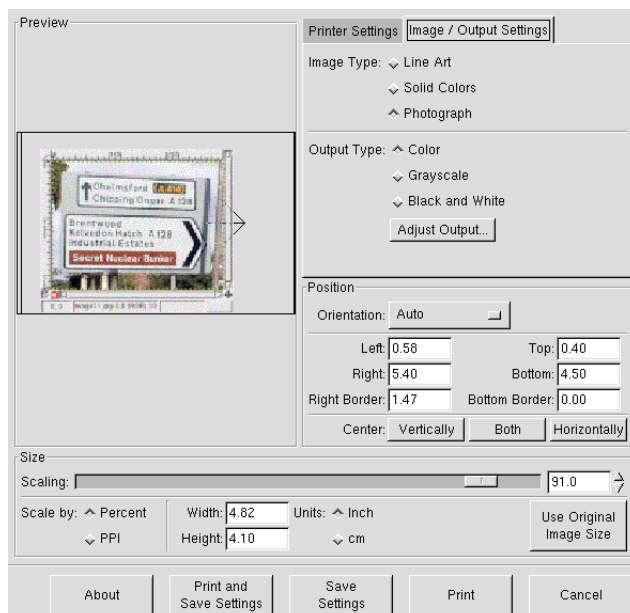 Preview
Printer Settings
Image / Output Settings
Image Type:
Line Art
Solid Colors
Photograph
Output Type:
Color
Grayscale
Black and White
Adjust Output...
Chelmsford A 414
Chipping Ongar A 128
Brentwood
Kelvedon Hatch A 128
Industrial Estates
Secret Nuclear Bunker
Position
Orientation: Auto
Left: 0.58
Top: 0.40
Right: 5.40
Bottom: 4.50
Right Border: 1.47
Bottom Border: 0.00
Center: Vertically Both Horizontally
Size
Scaling: 91.0
Scale by: Percent
PPI
Width: 4.82
Height: 4.10
Units: Inch
cm
Use Original
Image Size
About
Print and
Save Settings
Save
Settings
Print
Cancel